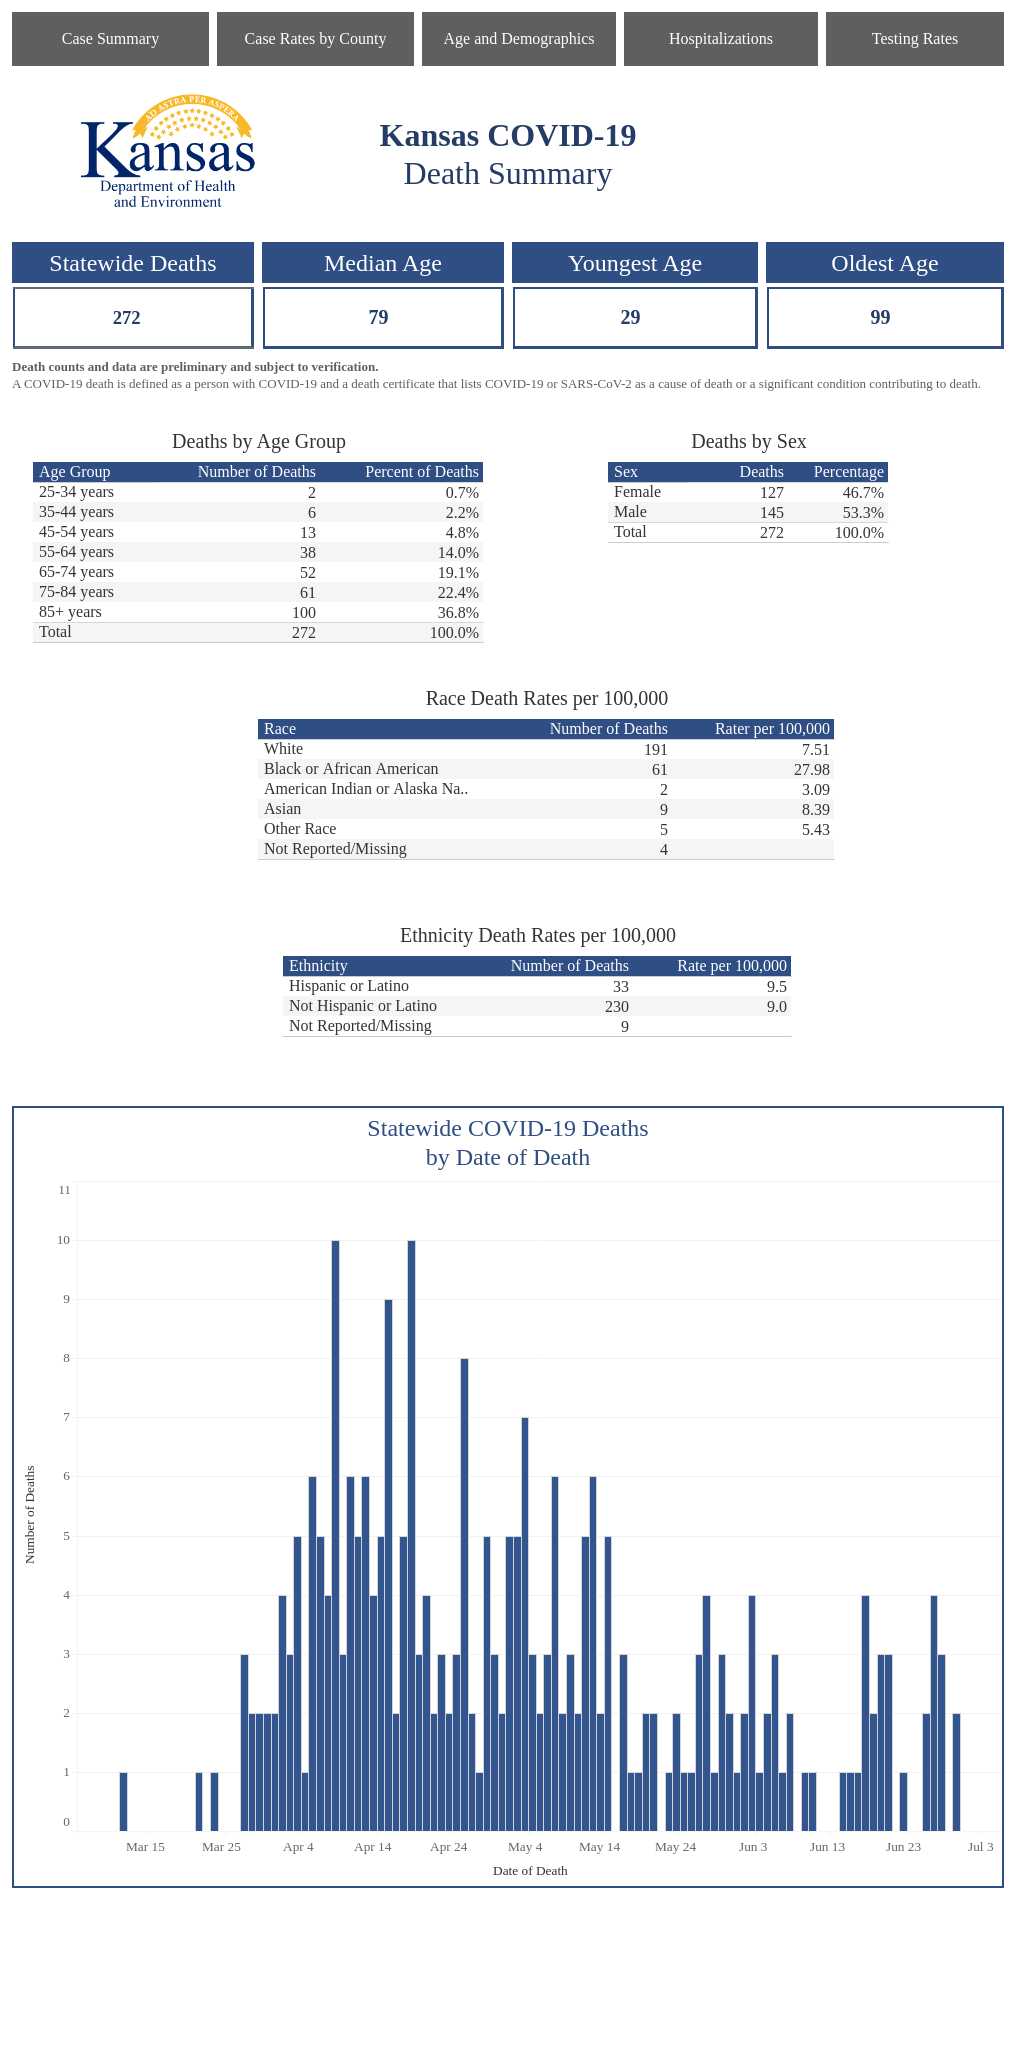 Case Summary
Case Rates by County
Age and Demographics
Hospitalizations
Testing Rates
AD ASTRA PER ASPERA
Kansas
Department of Health
and Environment
Kansas COVID-19
Death Summary
Statewide Deaths
Median Age
Youngest Age
Oldest Age
272
79
29
99
Death counts and data are preliminary and subject to verification.
A COVID-19 death is defined as a person with COVID-19 and a death certificate that lists COVID-19 or SARS-CoV-2 as a cause of death or a significant condition contributing to death.
Deaths by Age Group
Age Group Number of Deaths Percent of Deaths
25-34 years 2 0.7%
35-44 years 6 2.2%
45-54 years 13 4.8%
55-64 years 38 14.0%
65-74 years 52 19.1%
75-84 years 61 22.4%
85+ years 100 36.8%
Total 272 100.0%
Deaths by Sex
Sex Deaths Percentage
Female 127 46.7%
Male 145 53.3%
Total 272 100.0%
Race Death Rates per 100,000
Race Number of Deaths Rater per 100,000
White 191 7.51
Black or African American 61 27.98
American Indian or Alaska Na.. 2 3.09
Asian 9 8.39
Other Race 5 5.43
Not Reported/Missing 4
Ethnicity Death Rates per 100,000
Ethnicity Number of Deaths Rate per 100,000
Hispanic or Latino 33 9.5
Not Hispanic or Latino 230 9.0
Not Reported/Missing 9
Statewide COVID-19 Deaths
by Date of Death
11
10
9
8
7
6
5
4
3
2
1
0
Number of Deaths
Mar 15 Mar 25 Apr 4 Apr 14 Apr 24 May 4 May 14 May 24 Jun 3 Jun 13 Jun 23 Jul 3
Date of Death